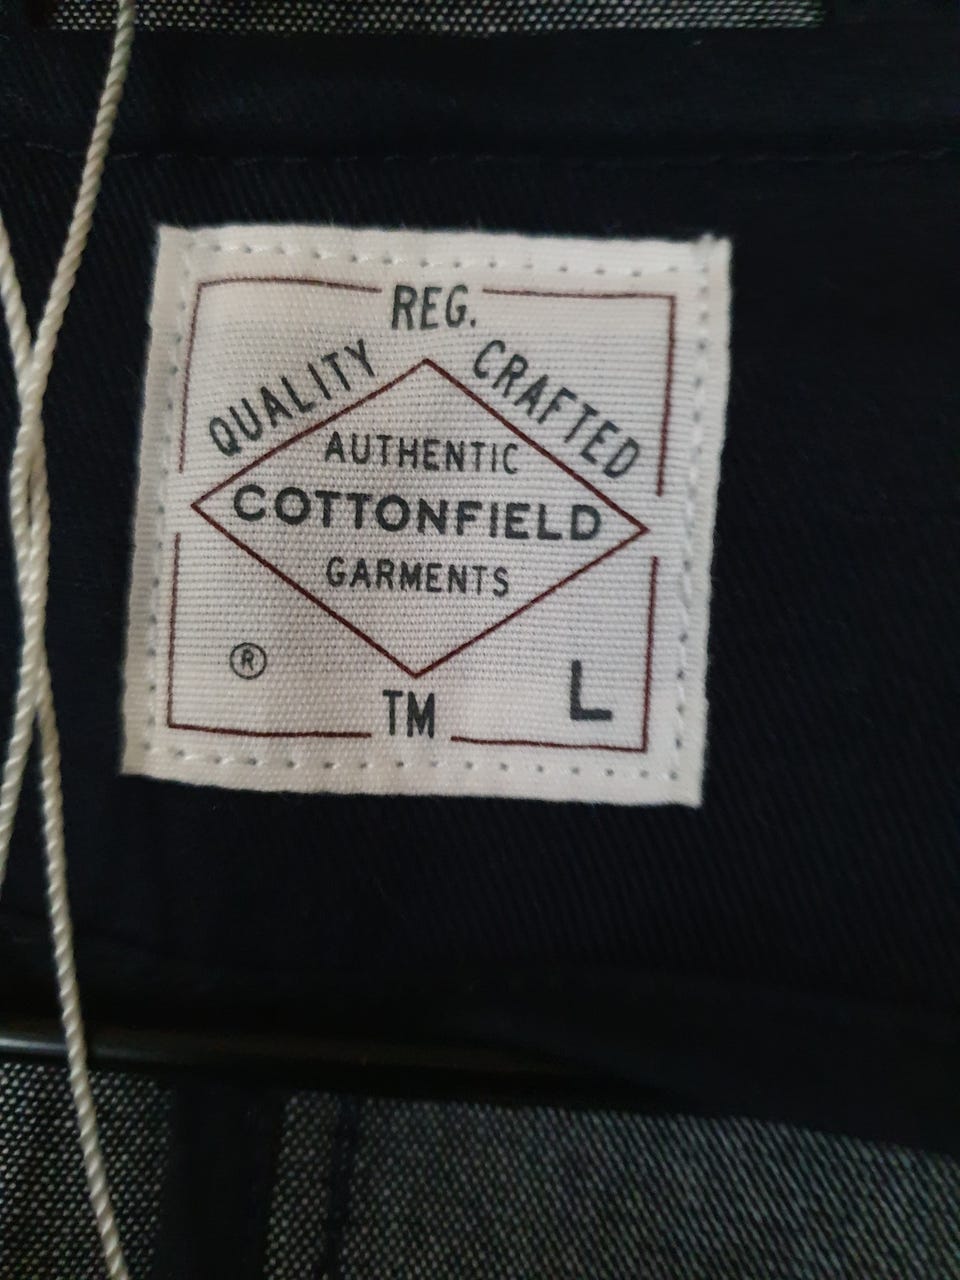 REG.
QUALITY CRAFTED
AUTHENTIC
COTTONFIELD
GARMENTS
®
L
TM